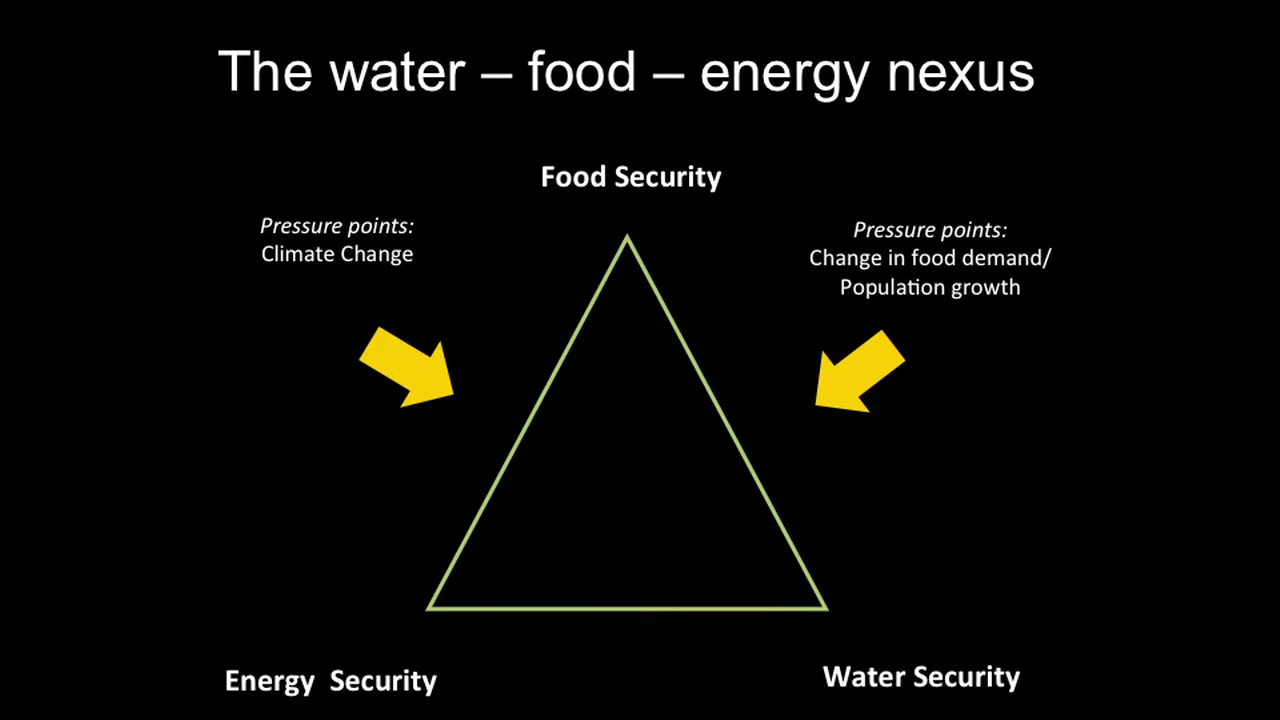 The water – food – energy nexus
Food Security
Pressure points:
Climate Change
Pressure points:
Change in food demand/
Population growth
Energy  Security
Water Security